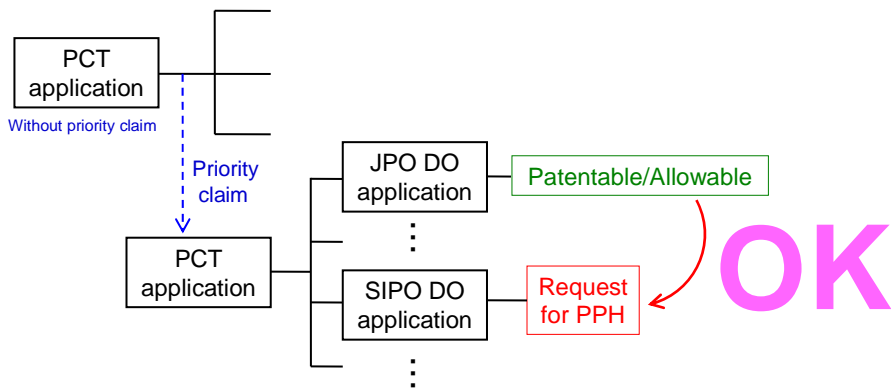 PCT
application
Without priority claim
Priority
claim
JPO DO
application
Patentable/Allowable
PCT
application
SIPO DO
application
Request
for PPH
OK